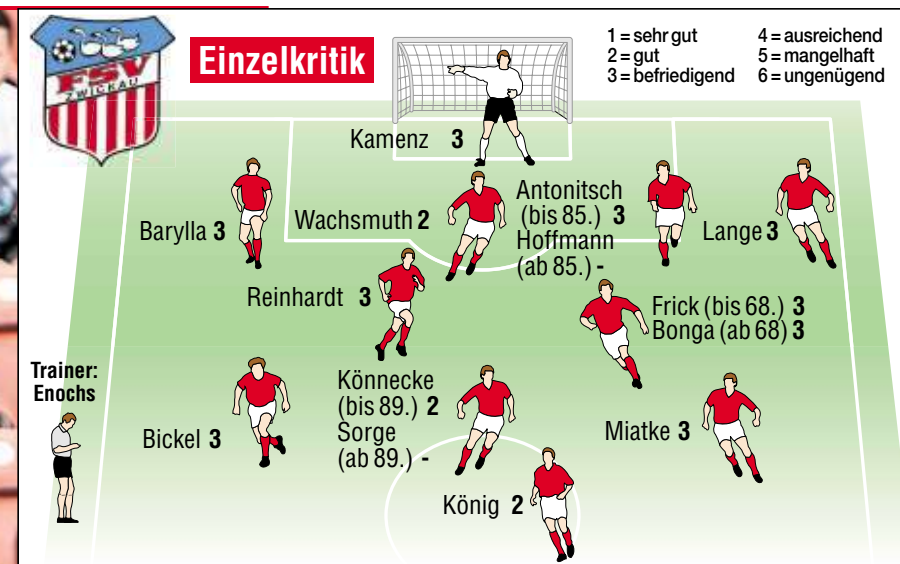 FSV
ZWICKAU
Einzelkritik
1 = sehr gut
2 = gut
3 = befriedigend
4 = ausreichend
5 = mangelhaft
6 = ungenügend
Kamenz 3
Barylla 3
Wachsmuth 2
Antonitsch
(bis 85.) 3
Hoffmann
(ab 85.) -
Lange 3
Reinhardt 3
Frick (bis 68.) 3
Bonga (ab 68) 3
Trainer:
Enochs
Bickel 3
Könnecke
(bis 89.) 2
Sorge
(ab 89.) -
Miatke 3
König 2